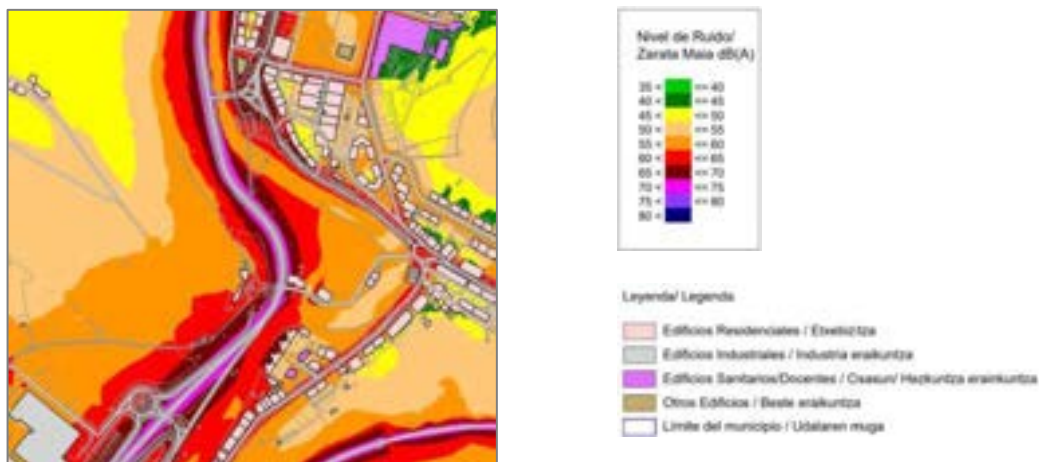 Nivel de Ruido/
Zarata Maia dB(A)
35 < <= 40
40 < <= 45
45 < <= 50
50 < <= 55
55 < <= 60
60 < <= 65
65 < <= 70
70 < <= 75
75 < <= 80
80 <
Leyenda/ Legenda
Edificios Residenciales / Etxebizitza
Edificios Industriales / Industria eraikuntza
Edificios Sanitarios/Docentes / Osasun/ Hezkuntza erainkuntza
Otros Edificios / Beste eraikuntza
Límite del municipio / Udalaren muga